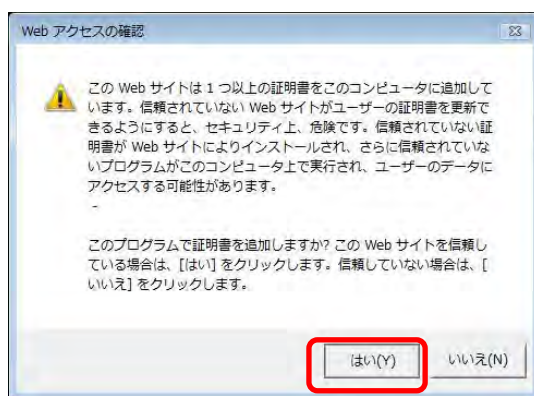 Web アクセスの確認
この Web サイトは 1 つ以上の証明書をこのコンピュータに追加して
います。信頼されていない Web サイトがユーザーの証明書を更新で
きるようにすると、セキュリティ上、危険です。信頼されていない証
明書が Web サイトによりインストールされ、さらに信頼されていな
いプログラムがこのコンピュータ上で実行され、ユーザーのデータに
アクセスする可能性があります。
-
このプログラムで証明書を追加しますか? この Web サイトを信頼し
ている場合は、[はい] をクリックします。信頼していない場合は、[
いいえ] をクリックします。
はい(Y)
いいえ(N)